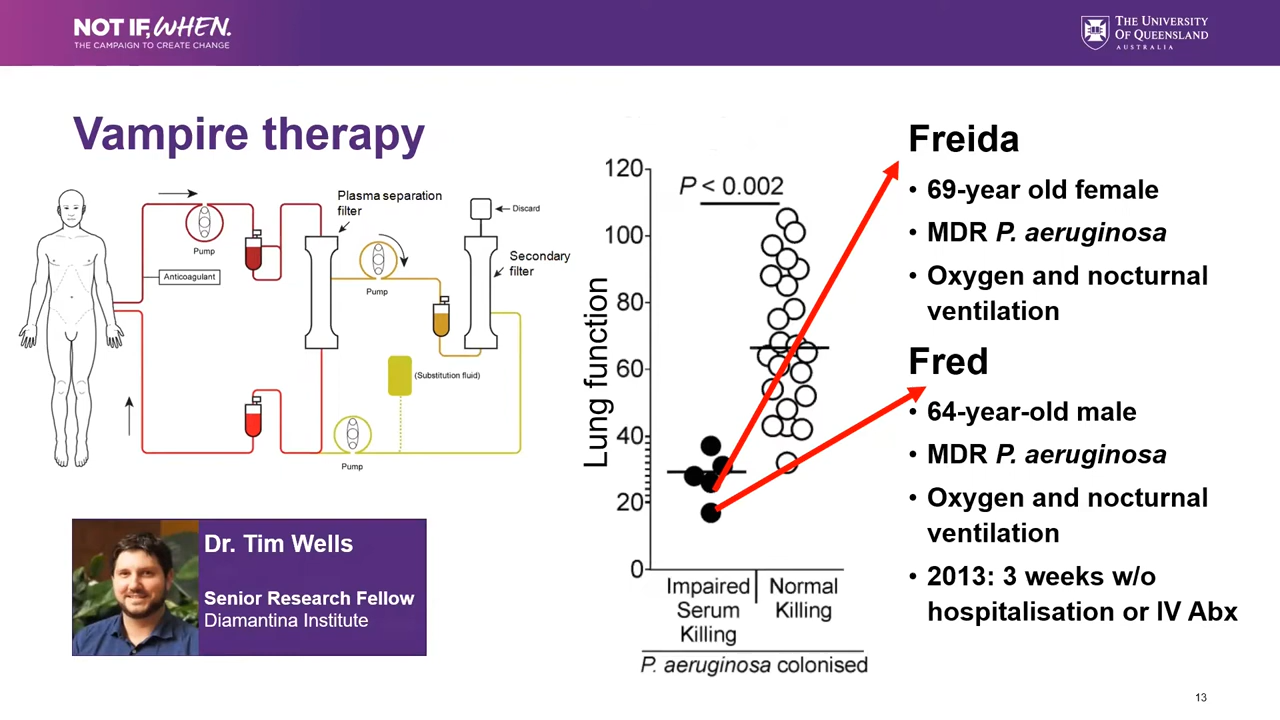 NOT IF, WHEN.
THE CAMPAIGN TO CREATE CHANGE
THE UNIVERSITY
OF QUEENSLAND
AUSTRALIA
Vampire therapy
Pump
Anticoagulant
Plasma separation
filter
Pump
Discard
Secondary
filter
(Substitution fluid)
Pump
Dr. Tim Wells
Senior Research Fellow
Diamantina Institute
Lung function
120
100
80
60
40
20
0
P < 0.002
Impaired
Serum
Killing
Normal
Killing
P. aeruginosa colonised
Freida
• 69-year old female
• MDR P. aeruginosa
• Oxygen and nocturnal
ventilation
Fred
• 64-year-old male
• MDR P. aeruginosa
• Oxygen and nocturnal
ventilation
• 2013: 3 weeks w/o
hospitalisation or IV Abx
13